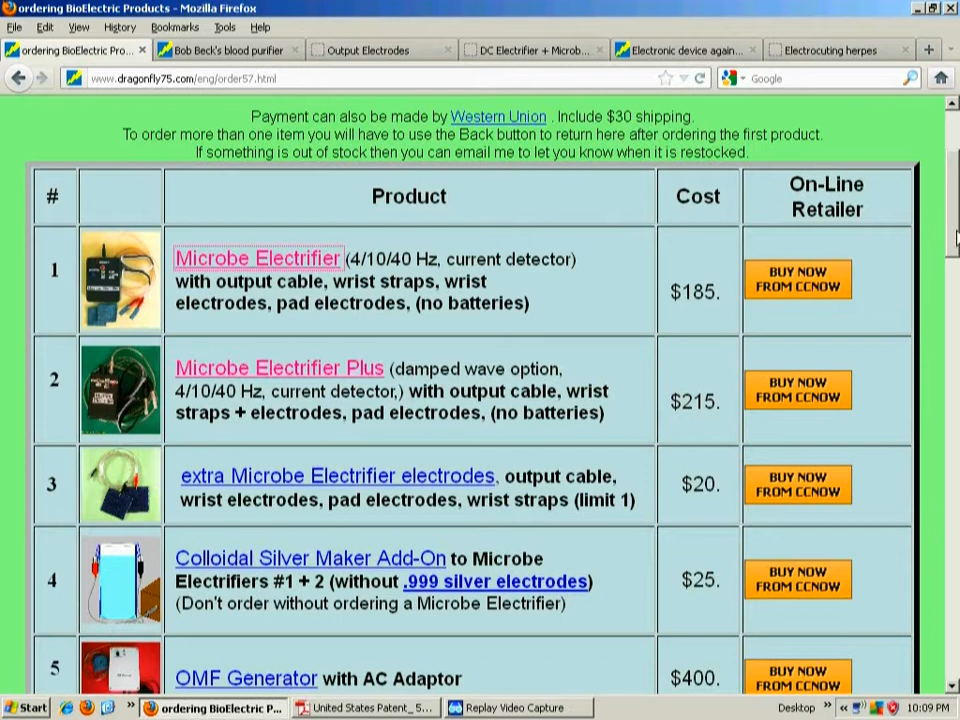 ordering BioElectric Products - Mozilla Firefox
File Edit View History Bookmarks Tools Help
ordering BioElectric Pro... Bob Beck's blood purifier Output Electrodes DC Electrifier + Microb... Electronic device again... Electrocuting herpes
www.dragonfly75.com/eng/order57.html Google
Payment can also be made by Western Union . Include $30 shipping.
To order more than one item you will have to use the Back button to return here after ordering the first product.
If something is out of stock then you can email me to let you know when it is restocked.
# Product Cost On-Line
Retailer
1 Microbe Electrifier (4/10/40 Hz, current detector)
with output cable, wrist straps, wrist
electrodes, pad electrodes, (no batteries)
$185.
BUY NOW
FROM CCNOW
2 Microbe Electrifier Plus (damped wave option,
4/10/40 Hz, current detector,) with output cable, wrist
straps + electrodes, pad electrodes, (no batteries)
$215.
BUY NOW
FROM CCNOW
3 extra Microbe Electrifier electrodes, output cable,
wrist electrodes, pad electrodes, wrist straps (limit 1)
$20.
BUY NOW
FROM CCNOW
4 Colloidal Silver Maker Add-On to Microbe
Electrifiers #1 + 2 (without .999 silver electrodes)
(Don't order without ordering a Microbe Electrifier)
$25.
BUY NOW
FROM CCNOW
5 OMF Generator with AC Adaptor
$400.
BUY NOW
FROM CCNOW
Start ordering BioElectric P... United States Patent_ 5... Replay Video Capture Desktop 10:09 PM